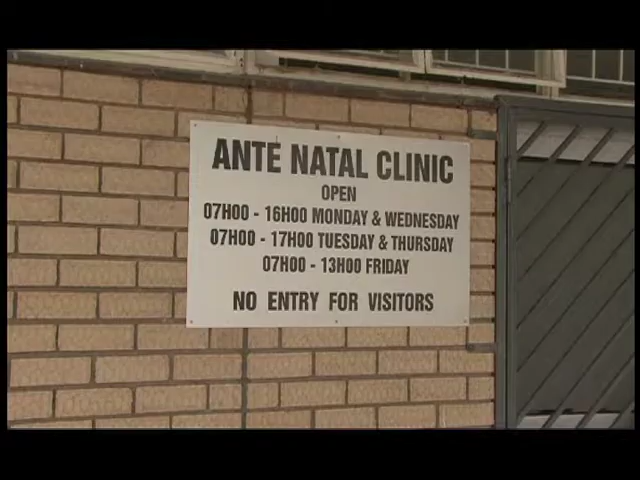 ANTE NATAL CLINIC
OPEN
07H00 - 16H00 MONDAY & WEDNESDAY
07H00 - 17H00 TUESDAY & THURSDAY
07H00 - 13H00 FRIDAY
NO ENTRY FOR VISITORS